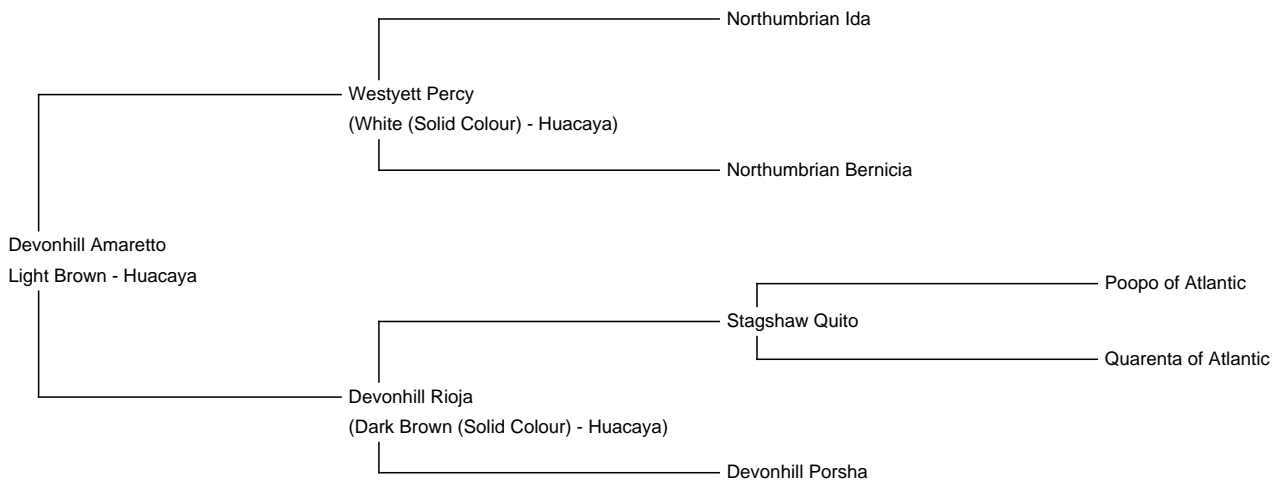 Northumbrian Ida
Westyett Percy
(White (Solid Colour) - Huacaya)
Northumbrian Bernicia
Devonhill Amaretto
Light Brown - Huacaya
Poopo of Atlantic
Stagshaw Quito
Quarenta of Atlantic
Devonhill Rioja
(Dark Brown (Solid Colour) - Huacaya)
Devonhill Porsha